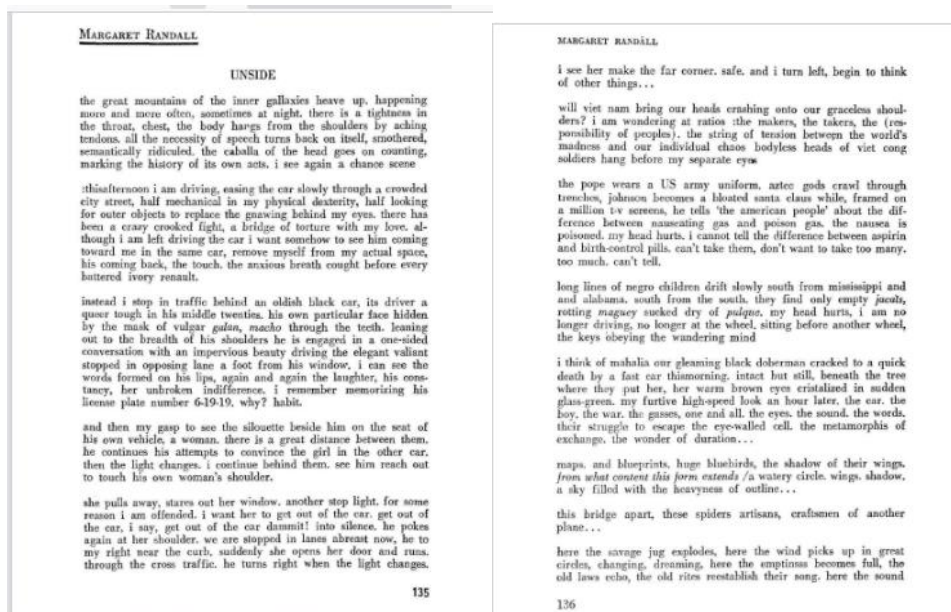 MARGARET RANDALL
UNSIDE
the great mountains of the inner gallaxies heave up. happening
more and more often, sometimes at night. there is a tightness in
the throat, chest, the body hangs from the shoulders by aching
tendons. all the necessity of speech turns back on itself, smothered,
semantically ridiculed. the caballa of the head goes on counting,
marking the history of its own acts. i see again a chance scene
:thisafternoon i am driving, easing the car slowly through a crowded
city street, half mechanical in my physical dexterity, half looking
for outer objects to replace the gnawing behind my eyes. there has
been a crazy crooked fight, a bridge of torture with my love. al-
though i am left driving the car i want somehow to see him coming
toward me in the same car, remove myself from my actual space,
his coming back, the touch. the anxious breath cought before every
battered ivory renault.
instead i stop in traffic behind an oldish black car, its driver a
queer tough in his middle twenties. his own particular face hidden
by the mask of vulgar galan, macho through the teeth. leaning
out to the breadth of his shoulders he is engaged in a one-sided
conversation with an impervious beauty driving the elegant valiant
stopped in opposing lane a foot from his window. i can see the
words formed on his lips, again and again the laughter, his cons-
tancy, her unbroken indifference. i remember memorizing his
license plate number 6-19-19. why? habit.
and then my gasp to see the silouette beside him on the seat of
his own vehicle, a woman. there is a great distance between them.
he continues his attempts to convince the girl in the other car.
then the light changes. i continue behind them. see him reach out
to touch his own woman's shoulder.
she pulls away, stares out her window. another stop light. for some
reason i am offended. i want her to get out of the car. get out of
the car, i say, get out of the car dammit! into silence. he pokes
again at her shoulder. we are stopped in lanes abreast now, he to
my right near the curb, suddenly she opens her door and runs.
through the cross traffic. he turns right when the light changes.
135
MARGARET RANDALL
i see her make the far corner. safe. and i turn left, begin to think
of other things...
will viet nam bring our heads crashing onto our graceless shoul-
ders? i am wondering at ratios :the makers, the takers, the (res-
ponsibility of peoples). the string of tension between the world's
madness and our individual chaos bodyless heads of viet cong
soldiers hang before my separate eyes
the pope wears a US army uniform, aztec gods crawl through
trenches, johnson becomes a bloated santa claus while, framed on
a million t-v screens, he tells 'the american people' about the dif-
ference between nauseating gas and poison gas. the nausea is
poisoned. my head hurts. i cannot tell the difference between aspirin
and birth-control pills. can't take them, don't want to take too many.
too much. can't tell.
long lines of negro children drift slowly south from mississippi and
and alabama. south from the south. they find only empty jacals,
rotting maguey sucked dry of pulque. my head hurts, i am no
longer driving, no longer at the wheel. sitting before another wheel,
the keys obeying the wandering mind
i think of mahalia our gleaming black doberman cracked to a quick
death by a fast car thismorning. intact but still, beneath the tree
where they put her, her warm brown eyes cristalized in sudden
glass-green. my furtive high-speed look an hour later. the car. the
boy. the war. the gasses, one and all. the eyes. the sound. the words.
their struggle to escape the eye-walled cell. the metamorphis of
exchange. the wonder of duration...
maps. and blueprints, huge bluebirds, the shadow of their wings.
from what content this form extends /a watery circle. wings. shadow.
a sky filled with the heavyness of outline...
this bridge apart, these spiders artisans, craftsmen of another
plane...
here the savage jug explodes, here the wind picks up in great
circles, changing, dreaming, here the emptinsss becomes full, the
old laws echo, the old rites reestablish their song. here the sound
136